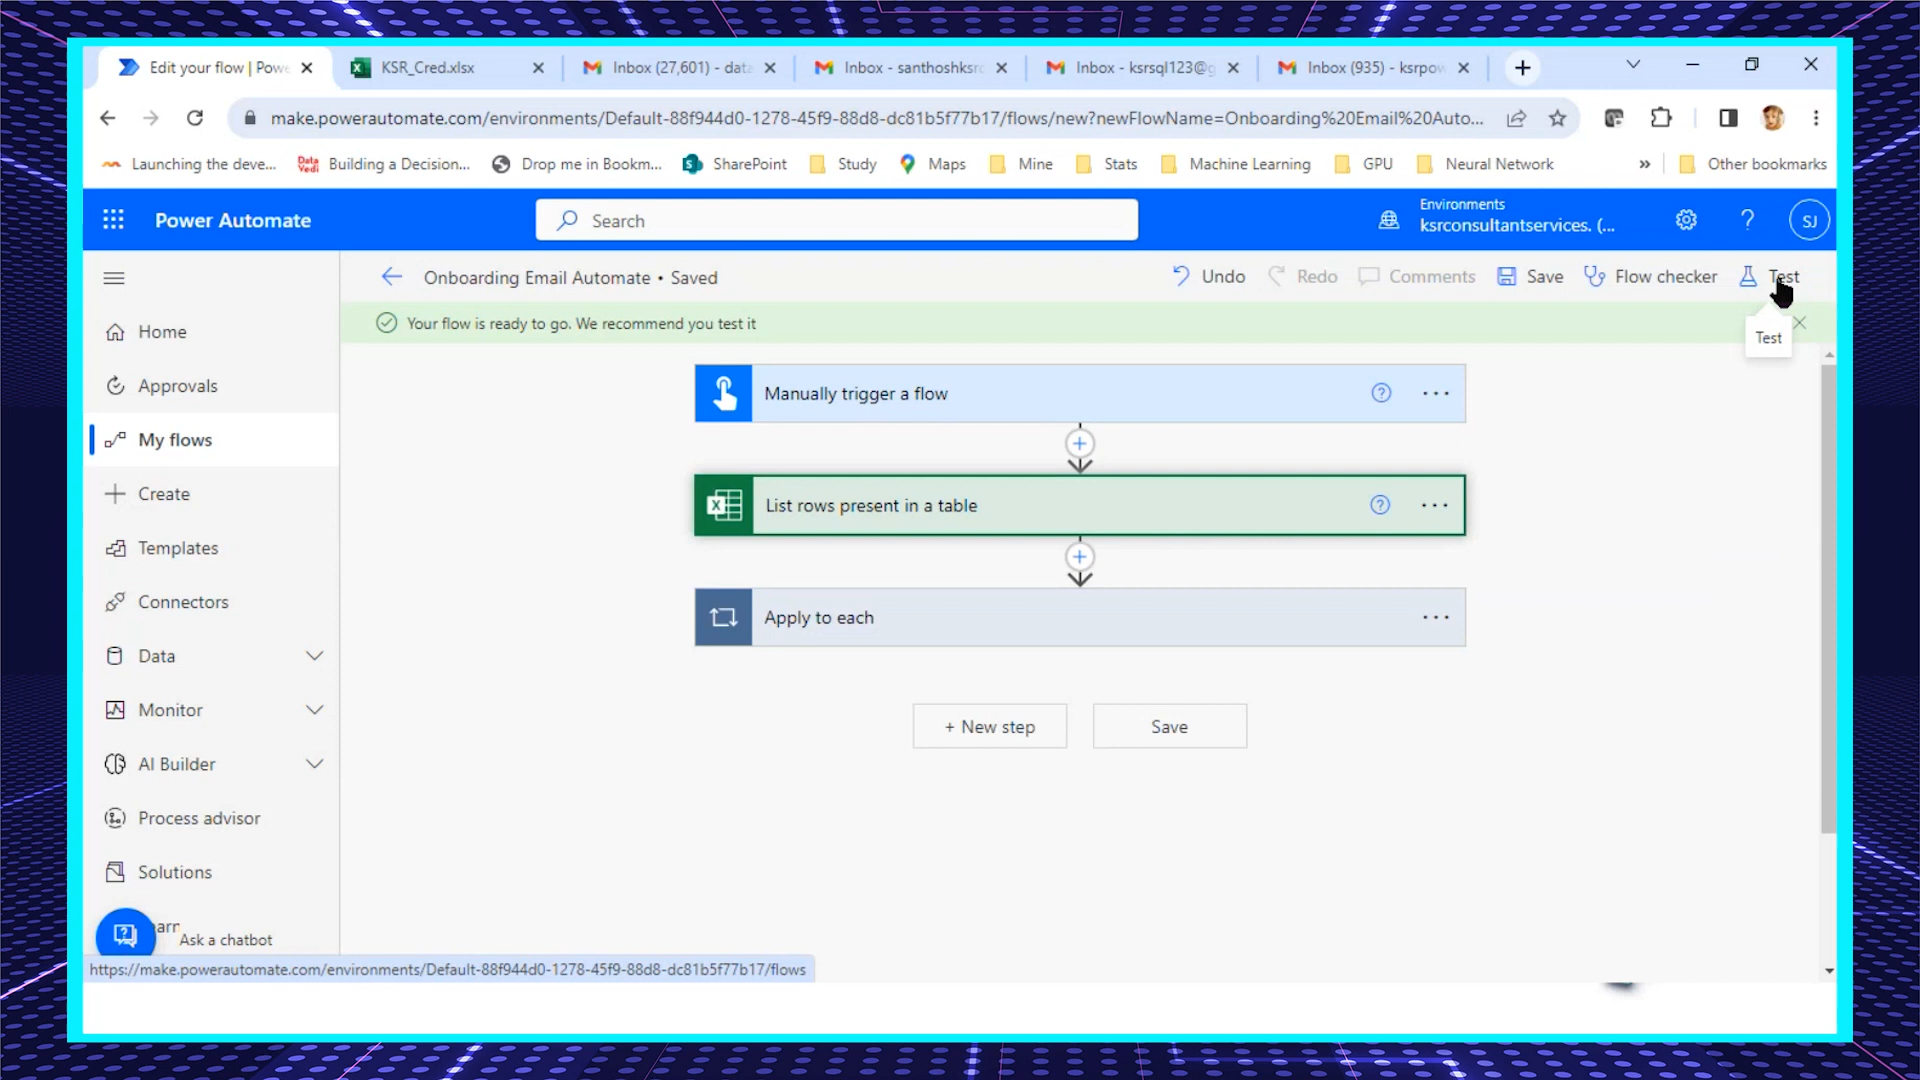 Edit your flow | Powe
KSR_Cred.xlsx
Inbox (27,601) - data
Inbox - santhoshksrc
Inbox - ksrsql123@g
Inbox (935) - ksrpow
make.powerautomate.com/environments/Default-88f944d0-1278-45f9-88d8-dc81b5f77b17/flows/new?newFlowName=Onboarding%20Email%20Auto...
Launching the deve...
Data Vedi
Building a Decision...
Drop me in Bookm...
SharePoint
Study
Maps
Mine
Stats
Machine Learning
GPU
Neural Network
»
Other bookmarks
Power Automate
Search
Environments
ksrconsultantservices. (...
?
SJ
Onboarding Email Automate • Saved
Undo
Redo
Comments
Save
Flow checker
Test
Your flow is ready to go. We recommend you test it
Test
Home
Approvals
My flows
Create
Templates
Connectors
Data
Monitor
AI Builder
Process advisor
Solutions
Ask a chatbot
Manually trigger a flow
List rows present in a table
Apply to each
+ New step
Save
https://make.powerautomate.com/environments/Default-88f944d0-1278-45f9-88d8-dc81b5f77b17/flows